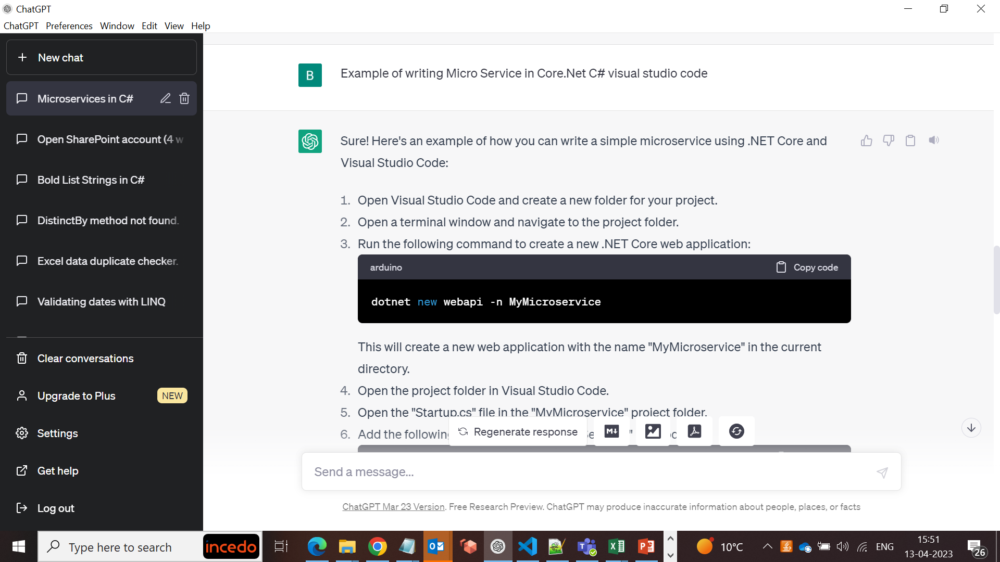 ChatGPT
ChatGPT Preferences Window Edit View Help
New chat
Microservices in C#
Open SharePoint account (4 w
Bold List Strings in C#
DistinctBy method not found.
Excel data duplicate checker.
Validating dates with LINQ
Clear conversations
Upgrade to Plus NEW
Settings
Get help
Log out
B
Example of writing Micro Service in Core.Net C# visual studio code
Sure! Here's an example of how you can write a simple microservice using .NET Core and
Visual Studio Code:
1. Open Visual Studio Code and create a new folder for your project.
2. Open a terminal window and navigate to the project folder.
3. Run the following command to create a new .NET Core web application:
arduino Copy code
dotnet new webapi -n MyMicroservice
This will create a new web application with the name "MyMicroservice" in the current
directory.
4. Open the project folder in Visual Studio Code.
5. Open the "Startup.cs" file in the "MyMicroservice" project folder.
6. Add the following
Regenerate response
Send a message...
ChatGPT Mar 23 Version. Free Research Preview. ChatGPT may produce inaccurate information about people, places, or facts
Type here to search incedo 10°C ENG 15:51
13-04-2023
26